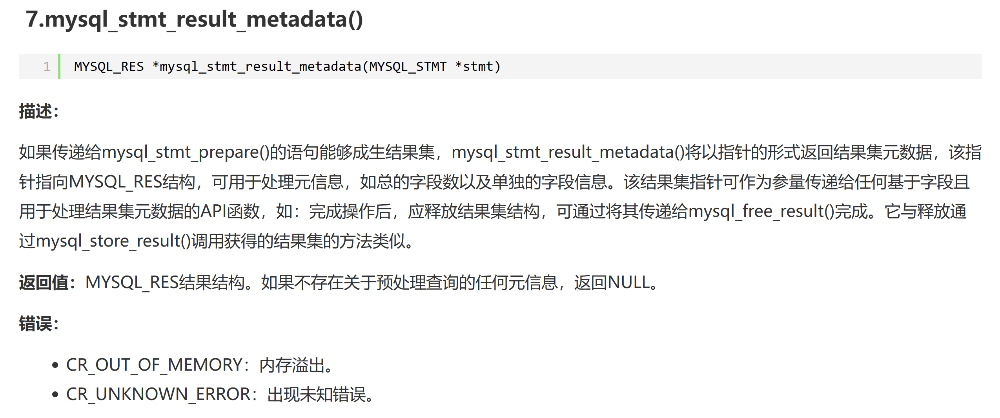 7.mysql_stmt_result_metadata()
1 MYSQL_RES *mysql_stmt_result_metadata(MYSQL_STMT *stmt)
描述：
如果传递给mysql_stmt_prepare()的语句能够成生结果集，mysql_stmt_result_metadata()将以指针的形式返回结果集元数据，该指
针指向MYSQL_RES结构，可用于处理元信息，如总的字段数以及单独的字段信息。该结果集指针可作为参量传递给任何基于字段且
用于处理结果集元数据的API函数，如：完成操作后，应释放结果集结构，可通过将其传递给mysql_free_result()完成。它与释放通
过mysql_store_result()调用获得的结果集的方法类似。
返回值：MYSQL_RES结果结构。如果不存在关于预处理查询的任何元信息，返回NULL。
错误：
• CR_OUT_OF_MEMORY：内存溢出。
• CR_UNKNOWN_ERROR：出现未知错误。